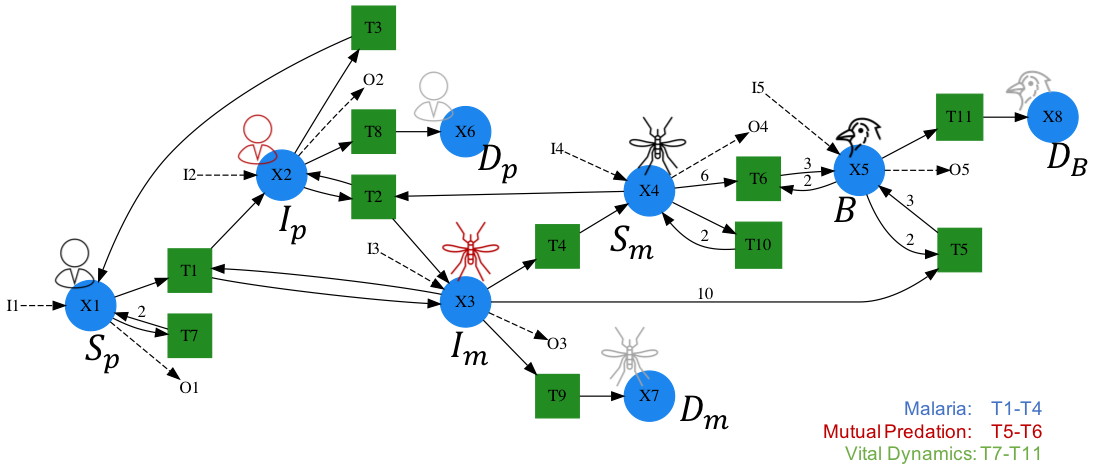 T3
O2
I5
T8
X6
D_p
T11
X8
D_B
I4
O4
I2
X2
I_p
T2
X4
S_m
6
T6
3
2
X5
B
O5
I3
T4
2
T10
2
3
T5
T1
I1
X1
S_p
2
T7
O1
X3
I_m
10
O3
T9
X7
D_m
Malaria: T1-T4
Mutual Predation: T5-T6
Vital Dynamics: T7-T11